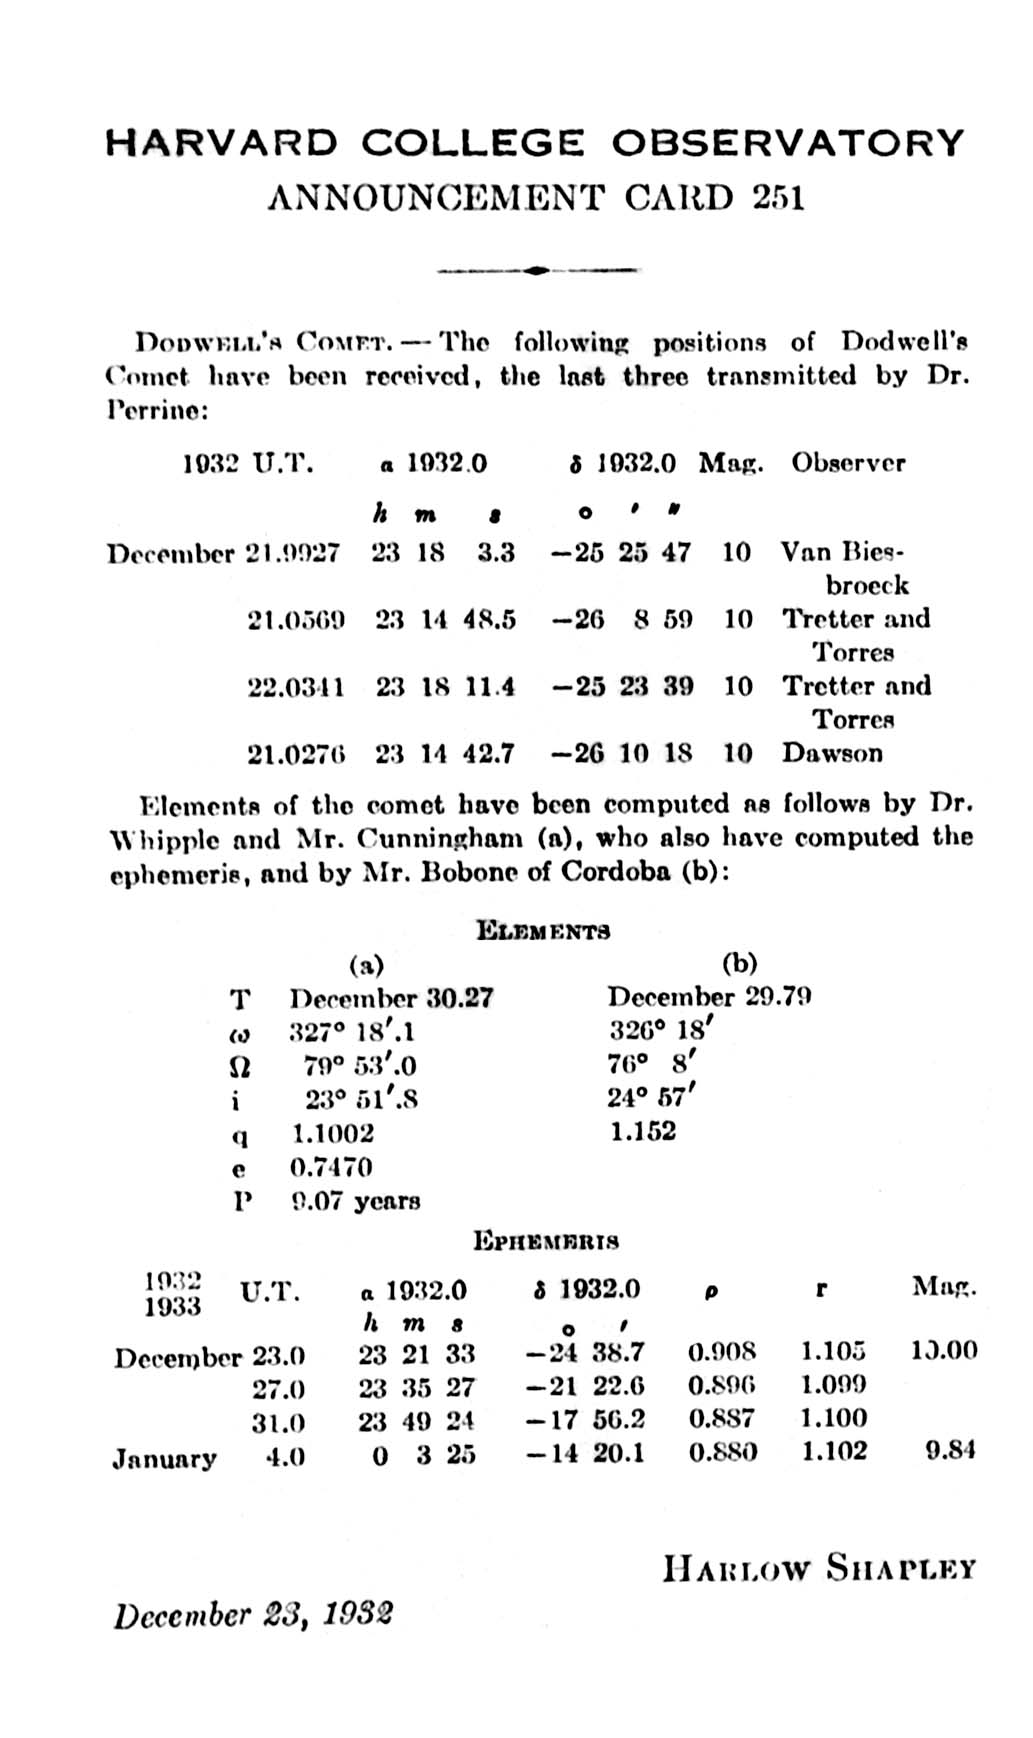 HARVARD COLLEGE OBSERVATORY
ANNOUNCEMENT CARD 251
DODWELL'S COMET. — The following positions of Dodwell's
Comet have been received, the last three transmitted by Dr.
Perrine:
1932 U.T. α 1932.0 δ 1932.0 Mag. Observer
h m s ° ′ ″
December 21.9927 23 18 3.3 −25 25 47 10 Van Bies-
broeck
21.0569 23 14 48.5 −26 8 59 10 Tretter and
Torres
22.0341 23 18 11.4 −25 23 39 10 Tretter and
Torres
21.0276 23 14 42.7 −26 10 18 10 Dawson
Elements of the comet have been computed as follows by Dr.
Whipple and Mr. Cunningham (a), who also have computed the
ephemeris, and by Mr. Bobone of Cordoba (b):
ELEMENTS
(a) (b)
T December 30.27 December 29.79
ω 327° 18′.1 326° 18′
Ω 79° 53′.0 76° 8′
i 23° 51′.8 24° 57′
q 1.1002 1.152
e 0.7470
P 9.07 years
EPHEMERIS
1932
1933 U.T. α 1932.0 δ 1932.0 ρ r Mag.
h m s ° ′
December 23.0 23 21 33 −24 38.7 0.908 1.105 10.00
27.0 23 35 27 −21 22.6 0.896 1.099
31.0 23 49 24 −17 56.2 0.887 1.100
January 4.0 0 3 25 −14 20.1 0.880 1.102 9.84
HARLOW SHAPLEY
December 23, 1932